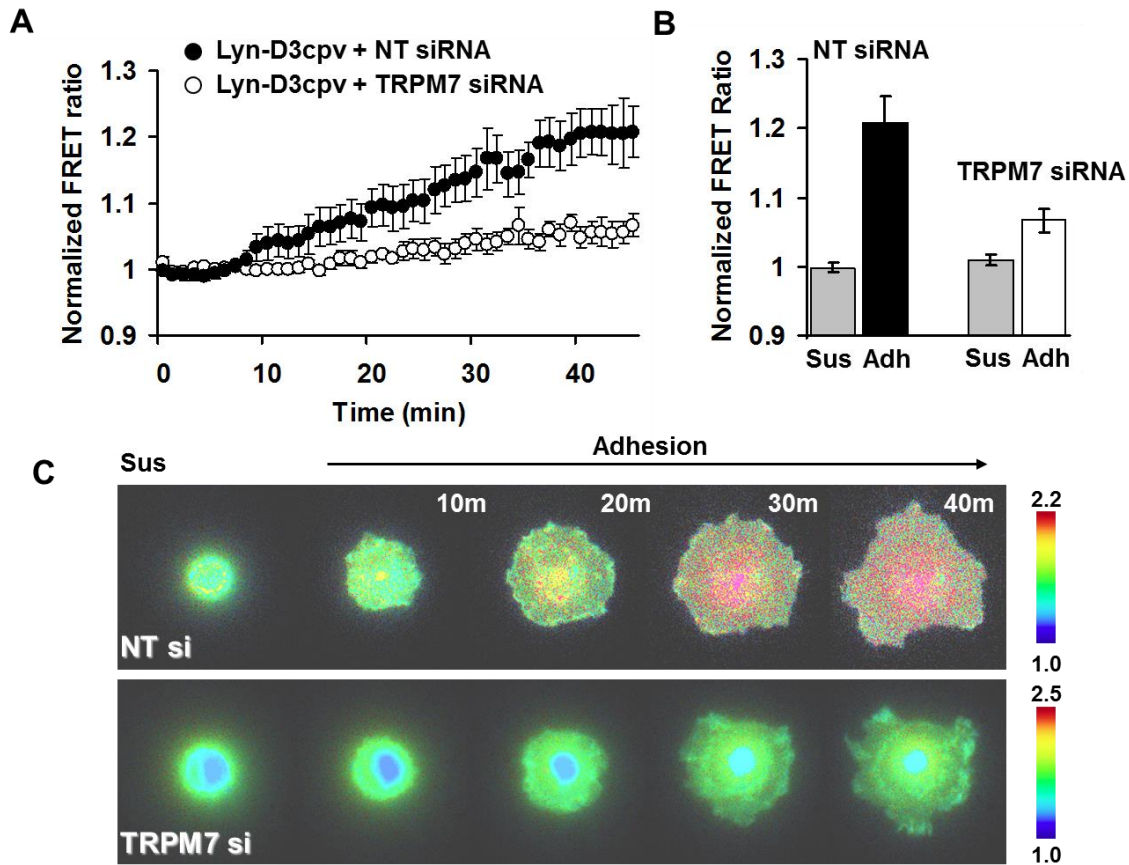 A
Lyn-D3cpv + NT siRNA
Lyn-D3cpv + TRPM7 siRNA
Normalized FRET ratio
1.3
1.2
1.1
1
0.9
0 10 20 30 40
Time (min)
B
NT siRNA
TRPM7 siRNA
Normalized FRET Ratio
1.3
1.2
1.1
1
0.9
Sus Adh Sus Adh
C
Sus Adhesion
10m 20m 30m 40m
NT si
2.2
1.0
TRPM7 si
2.5
1.0